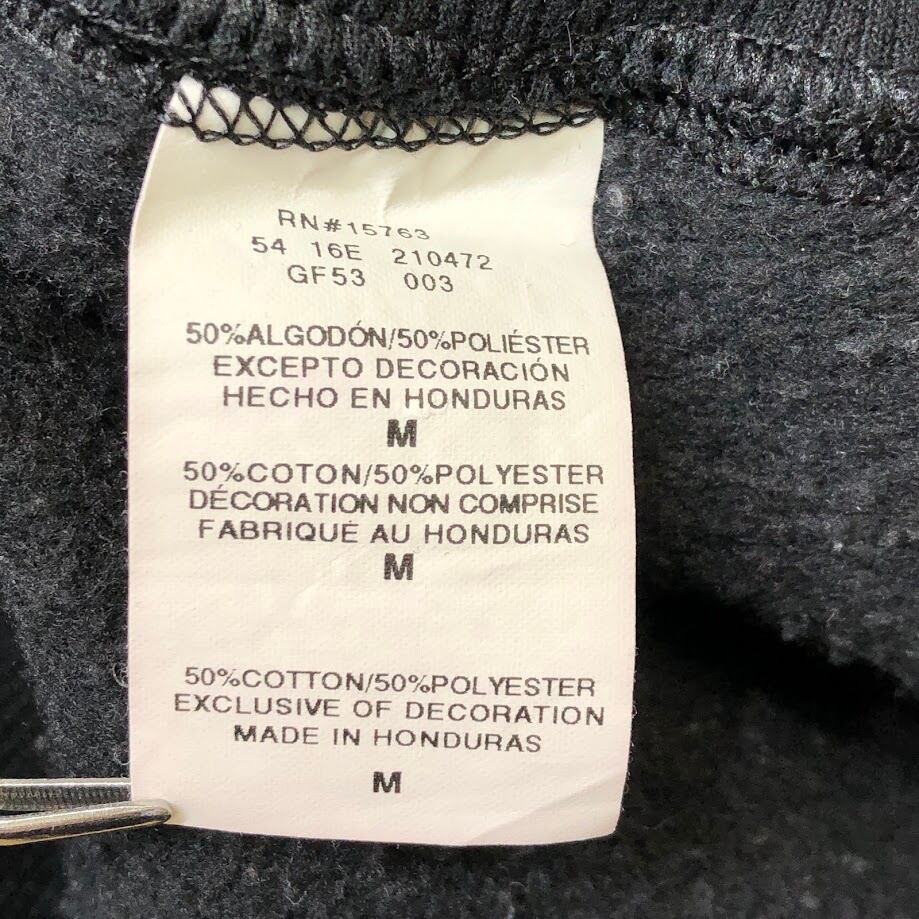 RN#15763
54 16E 210472
GF53 003
50%ALGODÓN/50%POLIÉSTER
EXCEPTO DECORACIÓN
HECHO EN HONDURAS
M
50%COTON/50%POLYESTER
DÉCORATION NON COMPRISE
FABRIQUÉ AU HONDURAS
M
50%COTTON/50%POLYESTER
EXCLUSIVE OF DECORATION
MADE IN HONDURAS
M